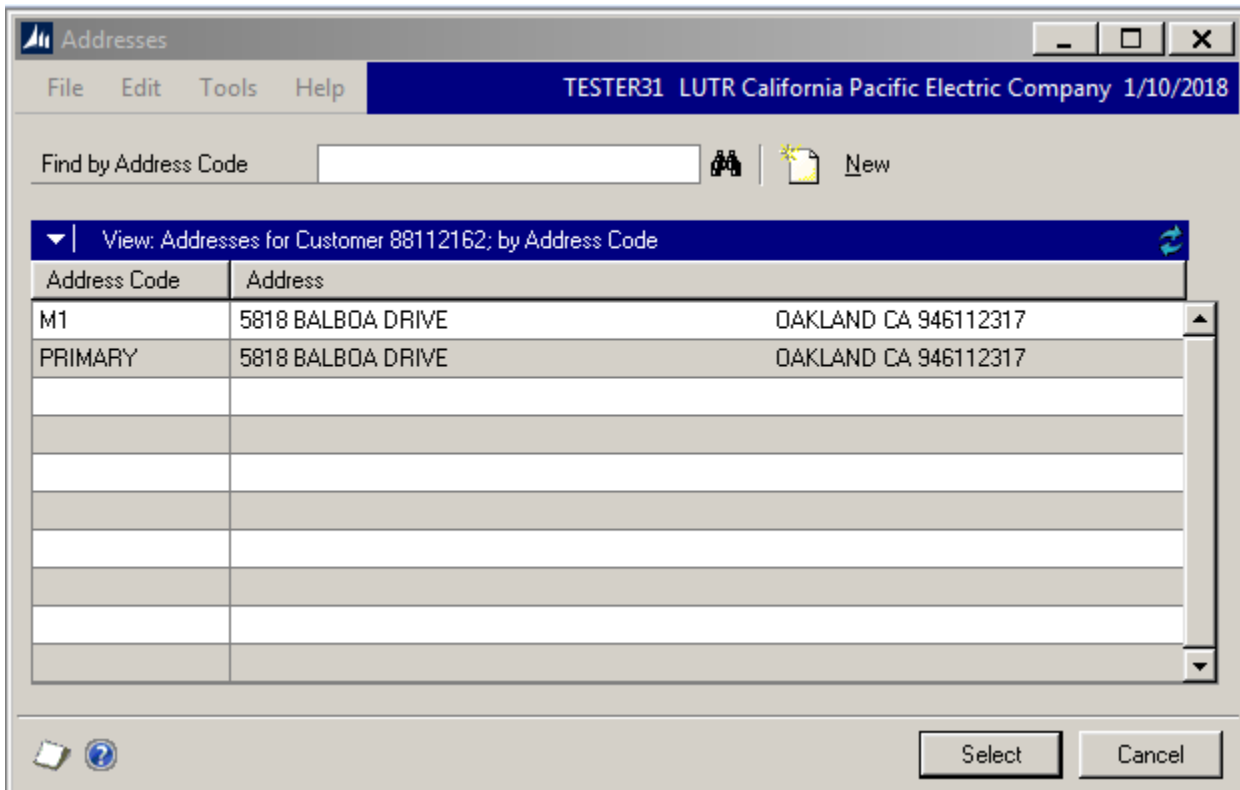 Addresses
File Edit Tools Help TESTER31 LUTR California Pacific Electric Company 1/10/2018
Find by Address Code New
View: Addresses for Customer 88112162; by Address Code
Address Code Address
M1 5818 BALBOA DRIVE OAKLAND CA 946112317
PRIMARY 5818 BALBOA DRIVE OAKLAND CA 946112317
Select Cancel